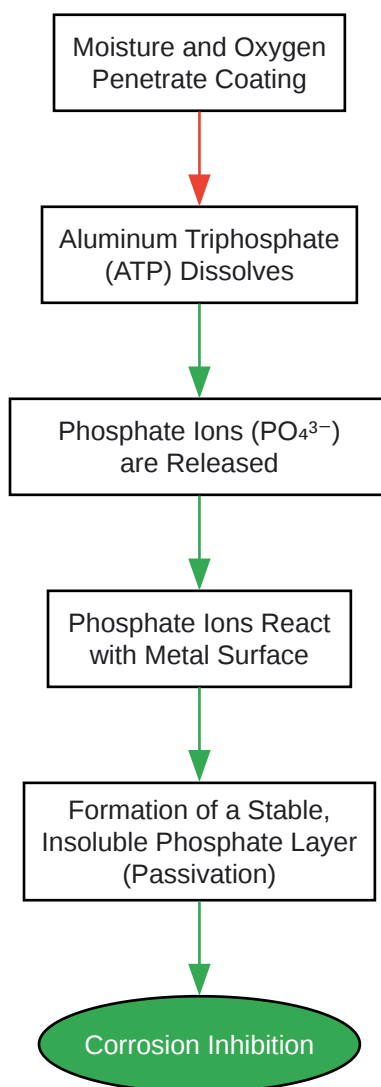 Moisture and Oxygen
Penetrate Coating
Aluminum Triphosphate
(ATP) Dissolves
Phosphate Ions (PO₄³⁻)
are Released
Phosphate Ions React
with Metal Surface
Formation of a Stable,
Insoluble Phosphate Layer
(Passivation)
Corrosion Inhibition